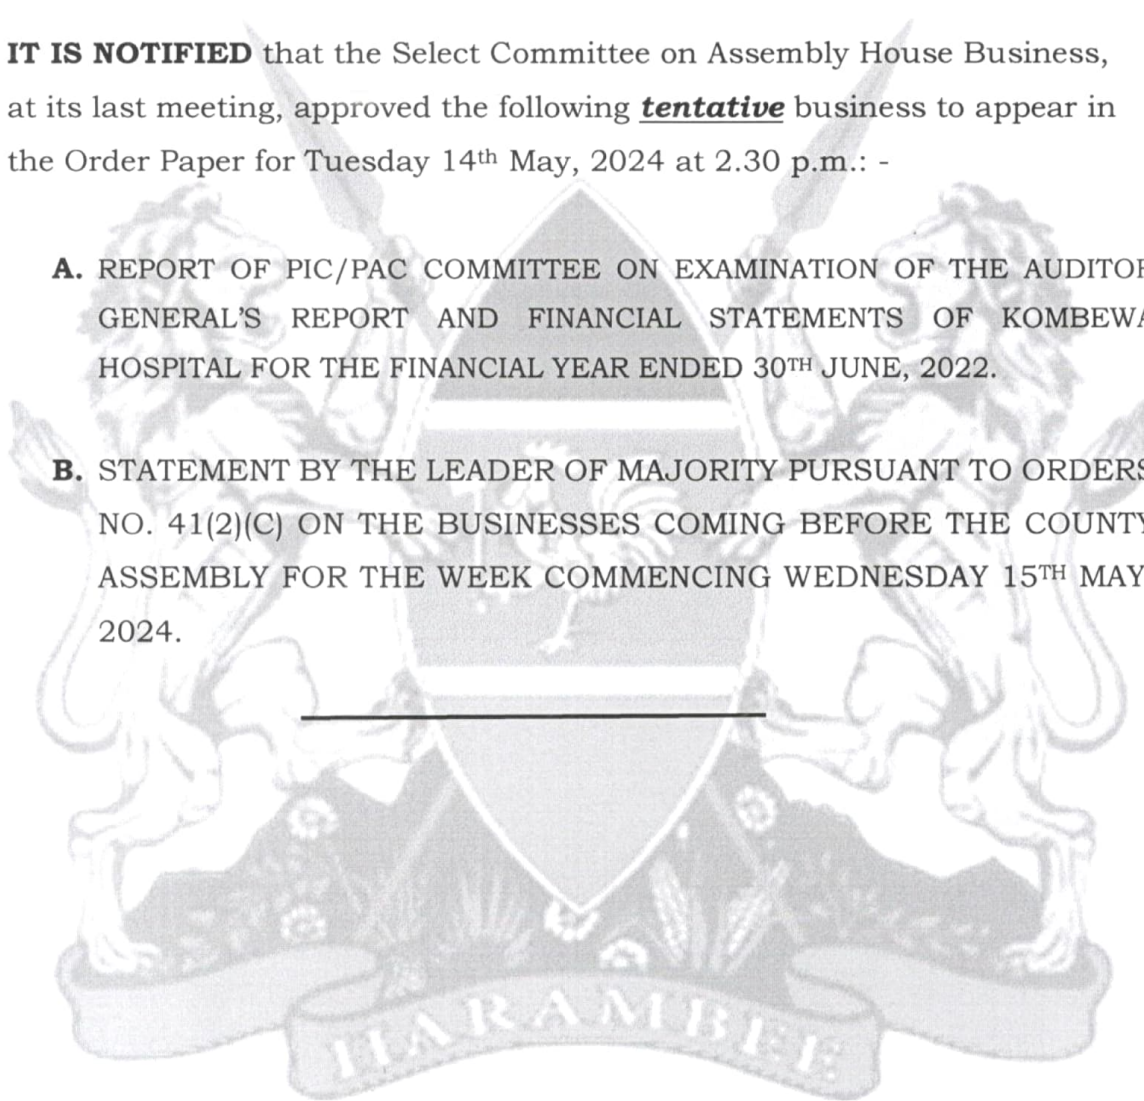 IT IS NOTIFIED that the Select Committee on Assembly House Business,
at its last meeting, approved the following tentative business to appear in
the Order Paper for Tuesday 14th May, 2024 at 2.30 p.m.: -
A. REPORT OF PIC/PAC COMMITTEE ON EXAMINATION OF THE AUDITOR
GENERAL'S REPORT AND FINANCIAL STATEMENTS OF KOMBEWA
HOSPITAL FOR THE FINANCIAL YEAR ENDED 30TH JUNE, 2022.
B. STATEMENT BY THE LEADER OF MAJORITY PURSUANT TO ORDERS
NO. 41(2)(C) ON THE BUSINESSES COMING BEFORE THE COUNTY
ASSEMBLY FOR THE WEEK COMMENCING WEDNESDAY 15TH MAY
2024.
HARAMBEE